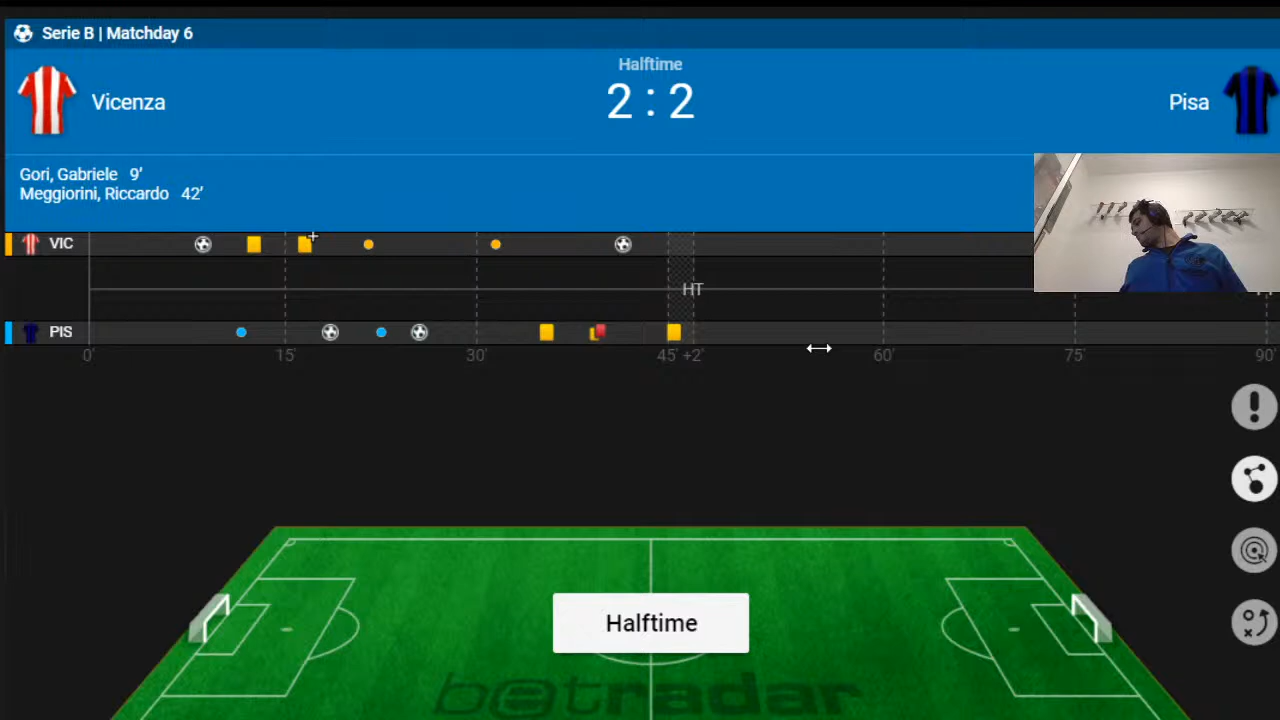 Serie B | Matchday 6
Halftime
Vicenza
2 : 2
Pisa
Gori, Gabriele 9'
Meggiorini, Riccardo 42'
VIC
HT
PIS
0' 15' 30' 45' +2' 60' 75' 90'
Halftime
betradar